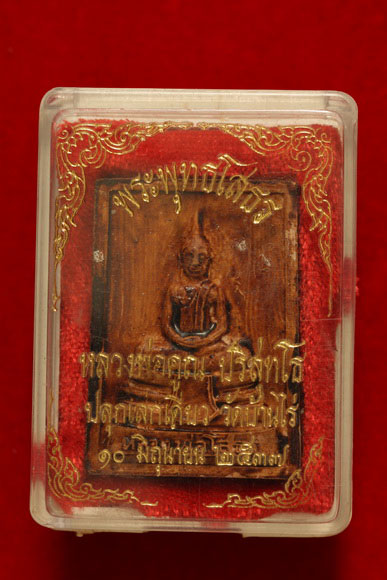 พระพุทธโสธร
หลวงพ่อคูณ ปริสุทโธ
ปลุกเสกเดี่ยว วัดบ้านไร่
๑๐ มิถุนายน ๒๕๓๗